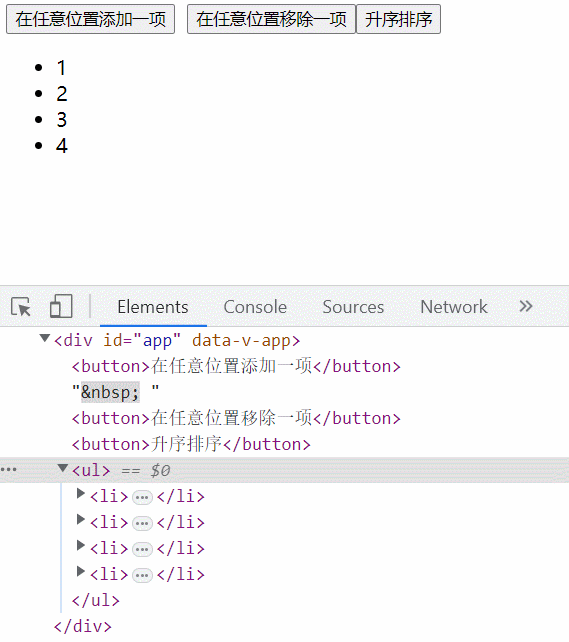 在任意位置添加一项 在任意位置移除一项 升序排序
• 1
• 2
• 3
• 4
Elements Console Sources Network »
▼<div id="app" data-v-app>
<button>在任意位置添加一项</button>
"&nbsp; "
<button>在任意位置移除一项</button>
<button>升序排序</button>
••• ▼<ul> == $0
▶<li>•••</li>
▶<li>•••</li>
▶<li>•••</li>
▶<li>•••</li>
</ul>
</div>